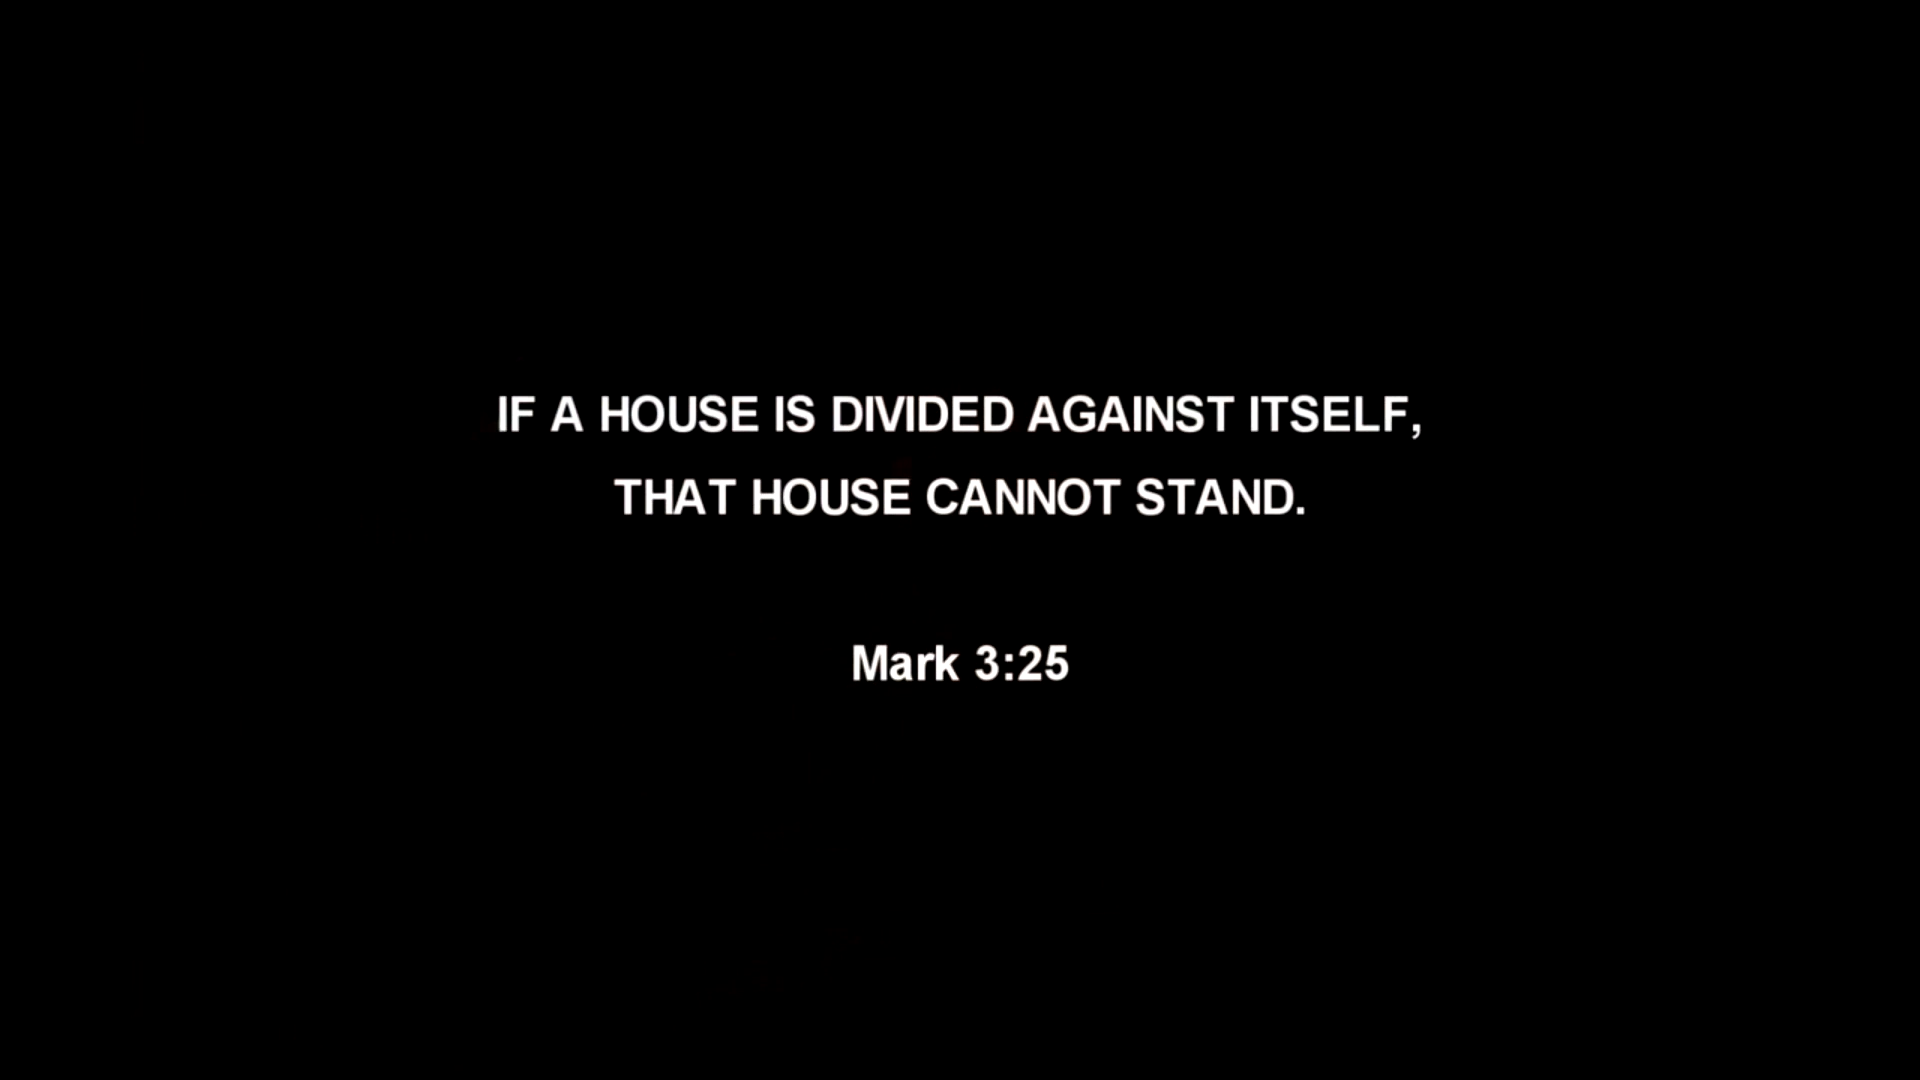 IF A HOUSE IS DIVIDED AGAINST ITSELF,
THAT HOUSE CANNOT STAND.
Mark 3:25